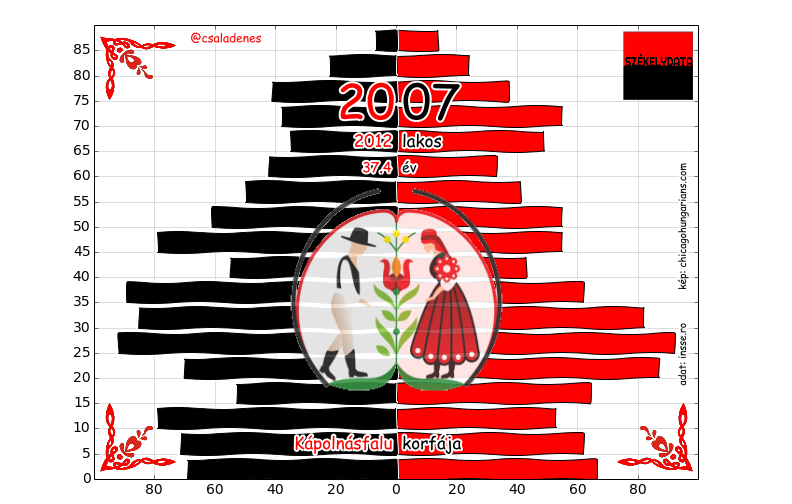 @csaladenes
SZÉKELYDATA
2007
2012 lakos
37.4 év
kép: chicagohungarians.com
adat: insse.ro
Kápolnásfalu korfája
85
80
75
70
65
60
55
50
45
40
35
30
25
20
15
10
5
0
80 60 40 20 0 20 40 60 80